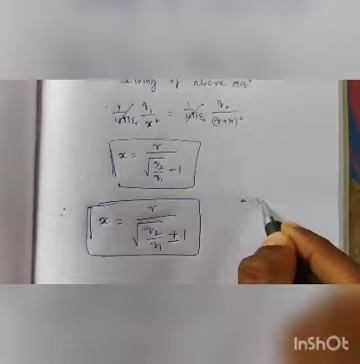 Solving of above eqⁿ
1/4πε₀ q₁/x² = 1/4πε₀ q₂/(r+x)²
x = r/(√(q₂/q₁) - 1)
∴ x = r/(√(q₂/q₁) ± 1)
InShOt